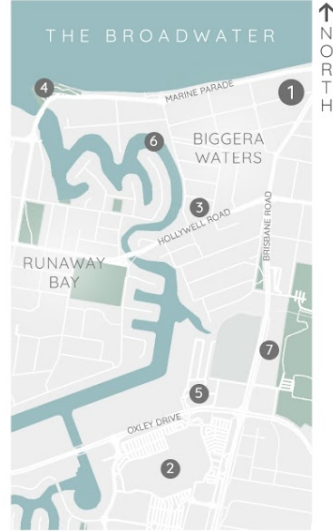 THE BROADWATER
NORTH
4
MARINE PARADE
1
6
BIGGERA
WATERS
3
HOLLYWELL ROAD
BRISBANE ROAD
RUNAWAY
BAY
7
5
OXLEY DRIVE
2